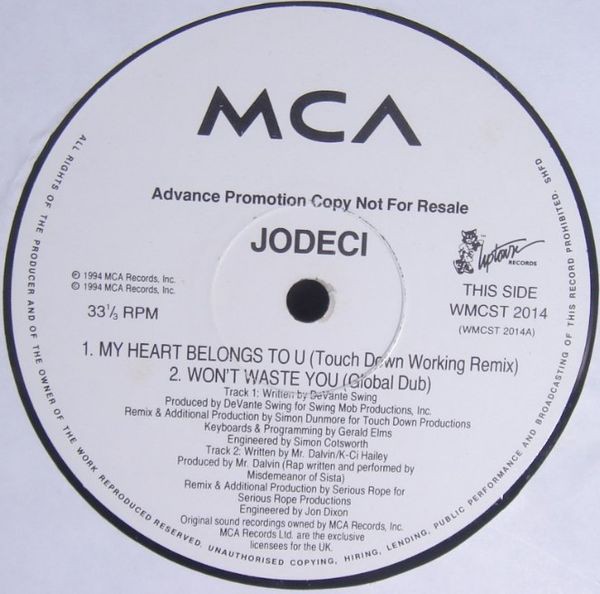 MCA
Advance Promotion Copy Not For Resale
JODECI
Uptown
RECORDS
℗ 1994 MCA Records, Inc.
© 1994 MCA Records, Inc.
33⅓ RPM
THIS SIDE
WMCST 2014
(WMCST 2014A)
1. MY HEART BELONGS TO U (Touch Down Working Remix)
2. WON'T WASTE YOU (Global Dub)
Track 1: Written by DeVante Swing
Produced by DeVante Swing for Swing Mob Productions, Inc.
Remix & Additional Production by Simon Dunmore for Touch Down Productions
Keyboards & Programming by Gerald Elms
Engineered by Simon Cotsworth
Track 2: Written by Mr. Dalvin/K-Ci Hailey
Produced by Mr. Dalvin (Rap written and performed by
Misdemeanor of Sista)
Remix & Additional Production by Serious Rope for
Serious Rope Productions
Engineered by Jon Dixon
Original sound recordings owned by MCA Records, Inc.
MCA Records Ltd. are the exclusive
licensees for the UK.
ALL RIGHTS OF THE PRODUCER AND OF THE OWNER OF THE WORK REPRODUCED RESERVED. UNAUTHORISED COPYING, HIRING, LENDING, PUBLIC PERFORMANCE AND BROADCASTING OF THIS RECORD PROHIBITED. SHFD